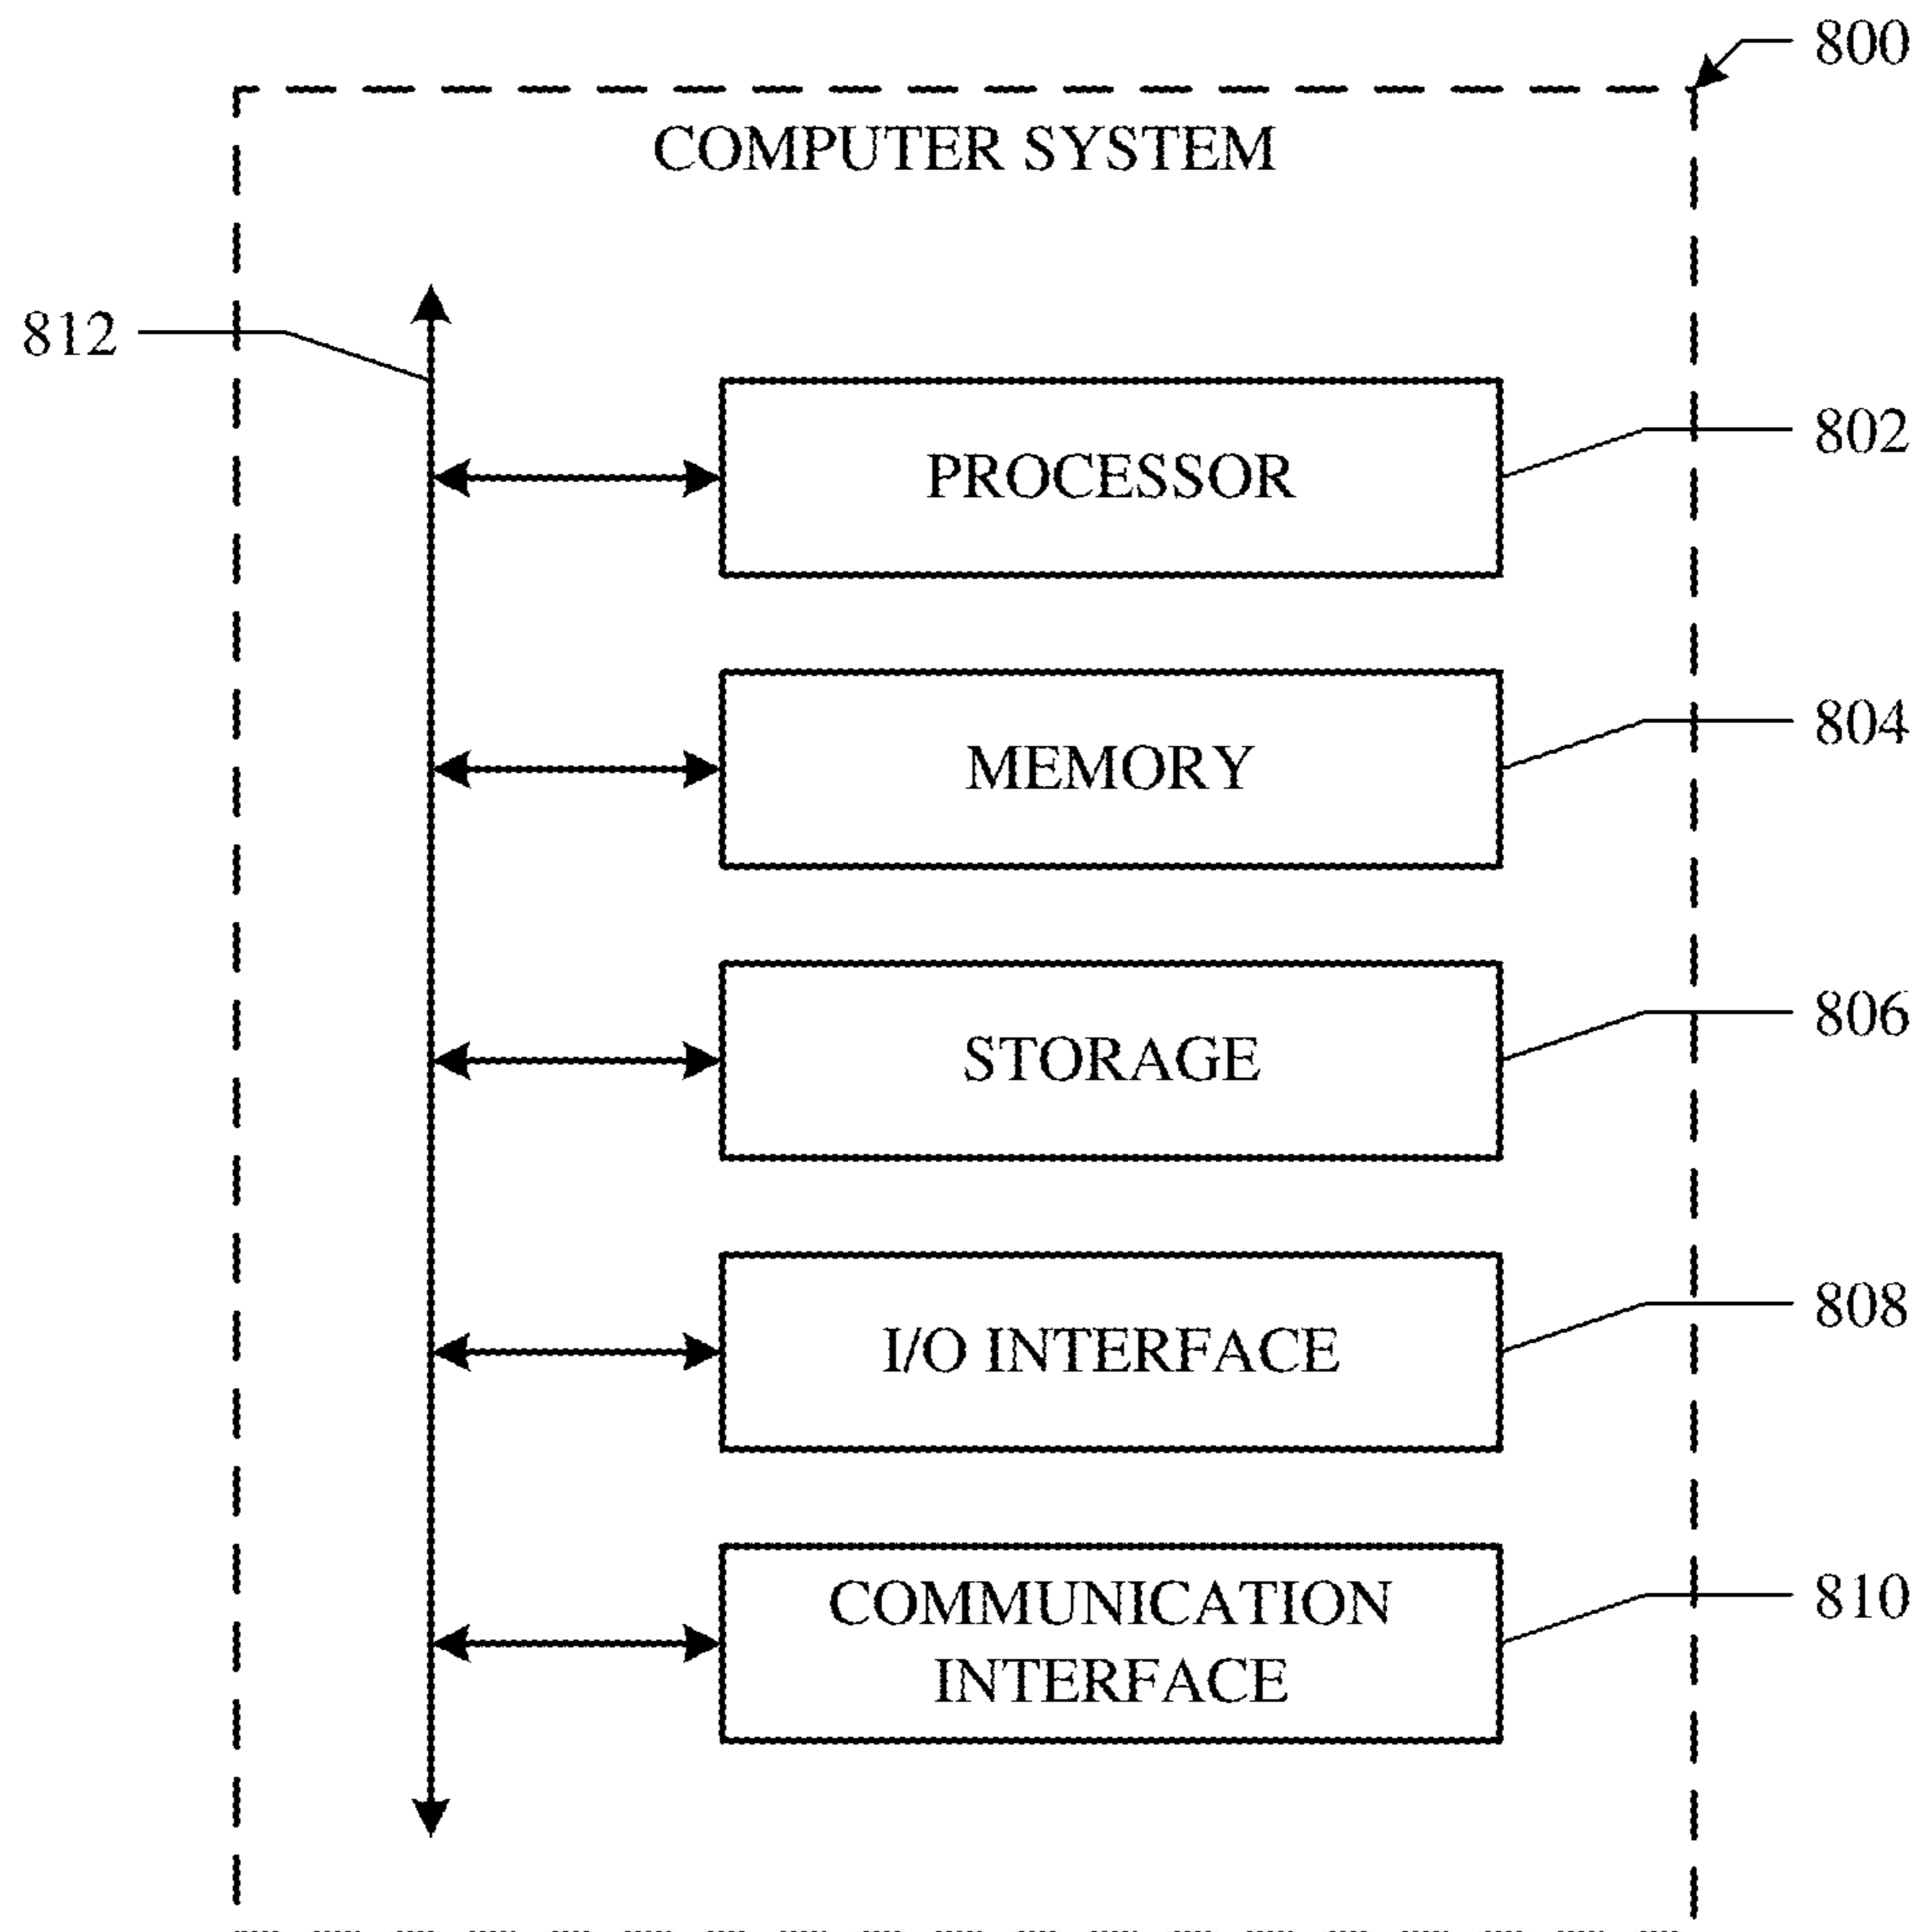 800
COMPUTER SYSTEM
812
802
PROCESSOR
804
MEMORY
806
STORAGE
808
I/O INTERFACE
810
COMMUNICATION
INTERFACE